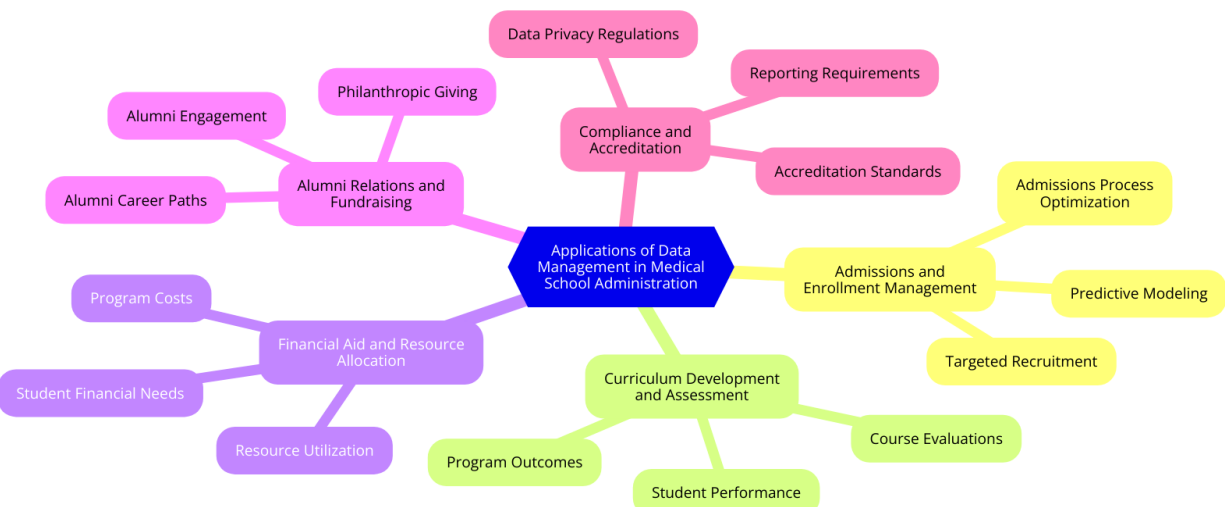 Data Privacy Regulations
Reporting Requirements
Philanthropic Giving
Alumni Engagement
Compliance and
Accreditation
Accreditation Standards
Alumni Relations and
Fundraising
Alumni Career Paths
Admissions Process
Optimization
Applications of Data
Management in Medical
School Administration
Admissions and
Enrollment Management
Predictive Modeling
Program Costs
Financial Aid and Resource
Allocation
Targeted Recruitment
Student Financial Needs
Curriculum Development
and Assessment
Resource Utilization
Course Evaluations
Program Outcomes
Student Performance